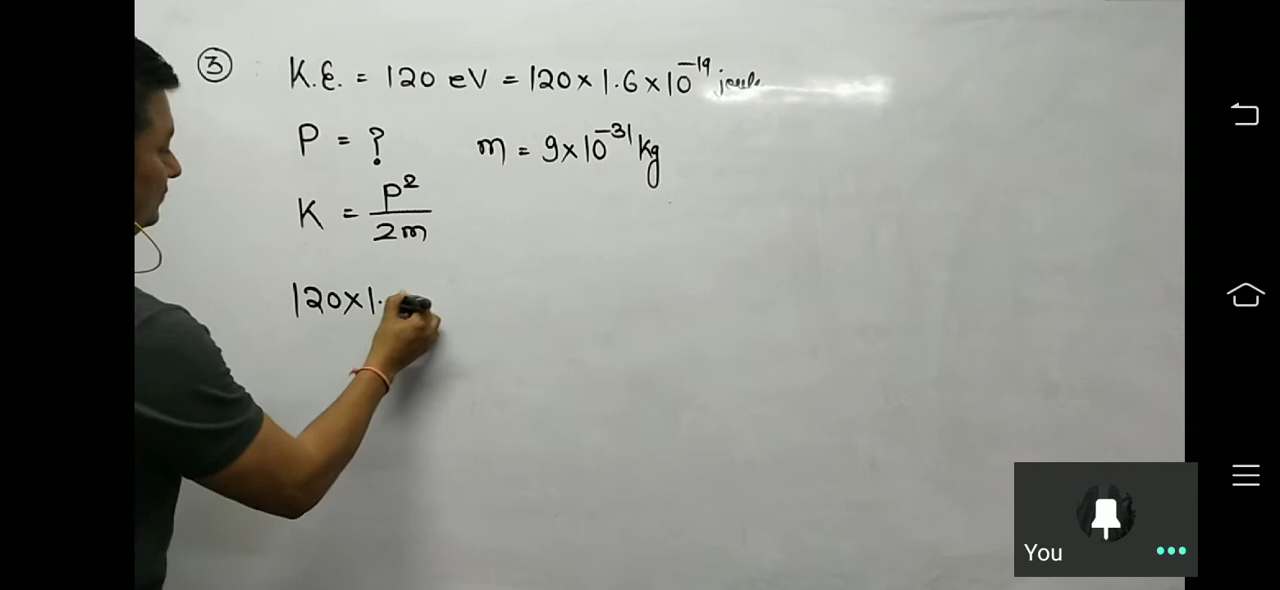 ③ K.E. = 120 eV = 120 × 1.6 × 10⁻¹⁹ joule
P = ? m = 9 × 10⁻³¹ kg
K = P²/2m
120 × 1.
You